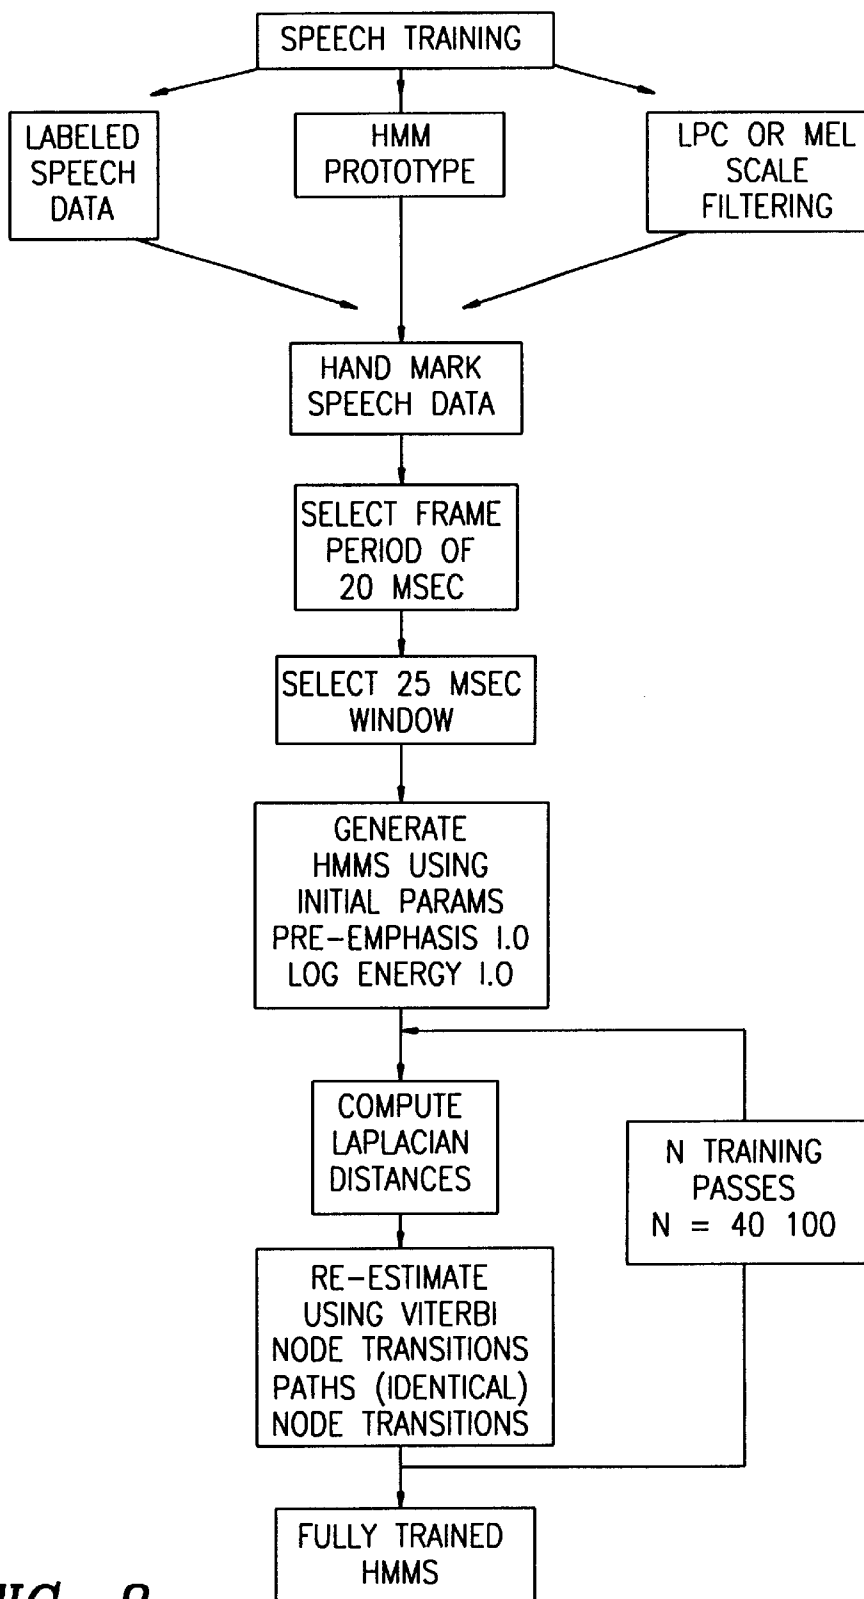 SPEECH TRAINING
LABELED
SPEECH
DATA
HMM
PROTOTYPE
LPC OR MEL
SCALE
FILTERING
HAND MARK
SPEECH DATA
SELECT FRAME
PERIOD OF
20 MSEC
SELECT 25 MSEC
WINDOW
GENERATE
HMMS USING
INITIAL PARAMS
PRE-EMPHASIS 1.0
LOG ENERGY 1.0
COMPUTE
LAPLACIAN
DISTANCES
N TRAINING
PASSES
N = 40 100
RE-ESTIMATE
USING VITERBI
NODE TRANSITIONS
PATHS (IDENTICAL)
NODE TRANSITIONS
FULLY TRAINED
HMMS